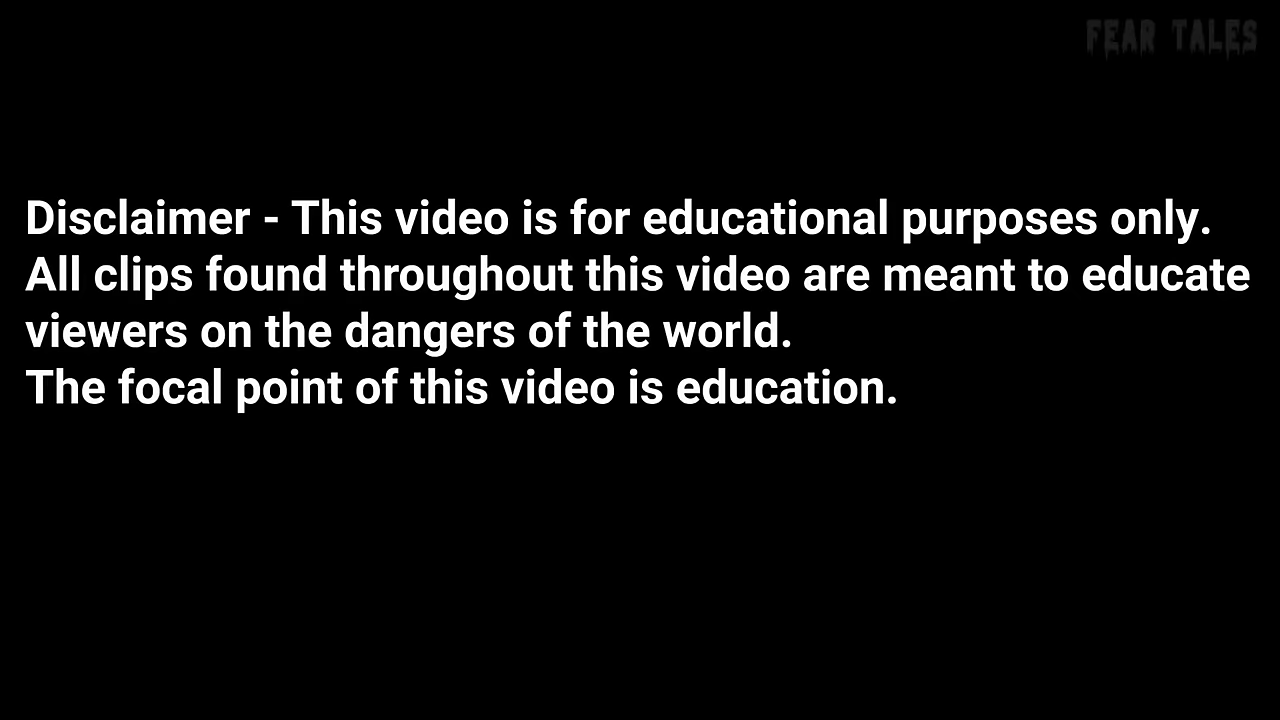 FEAR TALES
Disclaimer - This video is for educational purposes only.
All clips found throughout this video are meant to educate
viewers on the dangers of the world.
The focal point of this video is education.